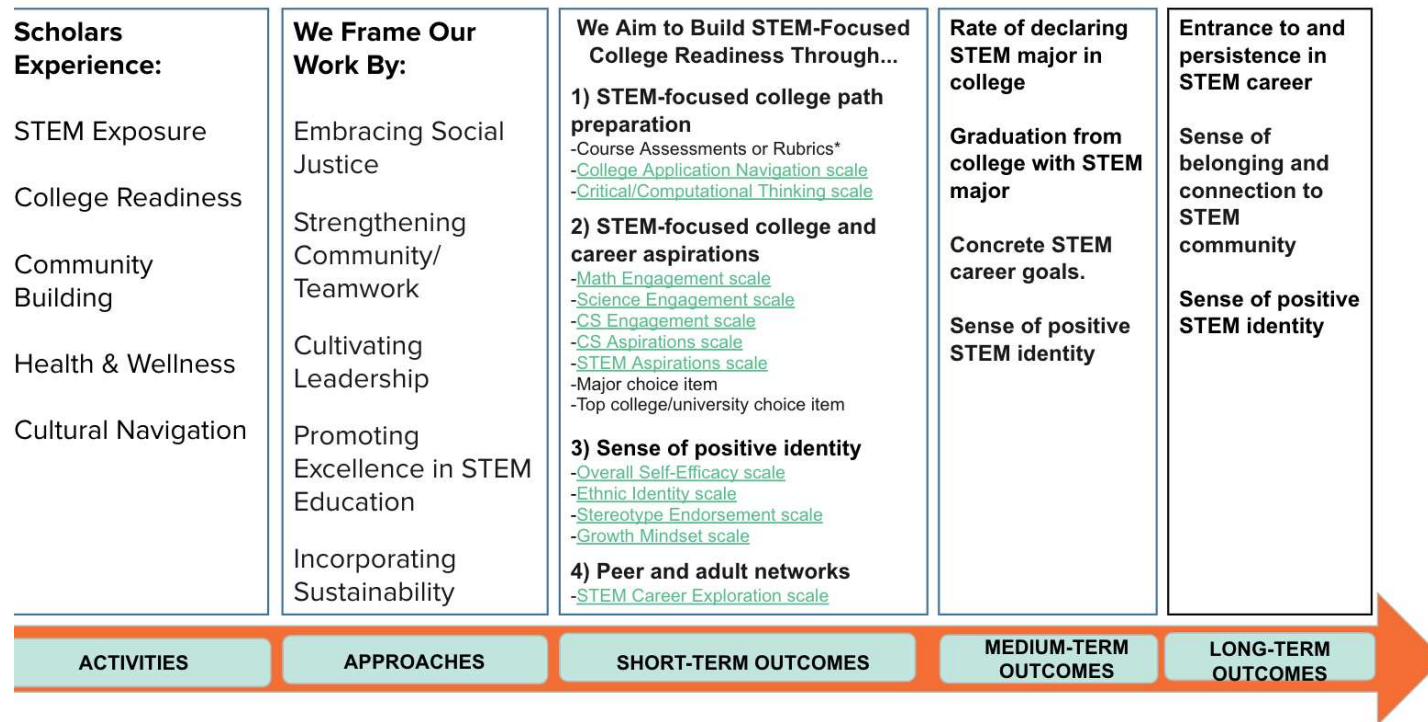 Scholars
Experience:
STEM Exposure
College Readiness
Community
Building
Health & Wellness
Cultural Navigation
We Frame Our
Work By:
Embracing Social
Justice
Strengthening
Community/
Teamwork
Cultivating
Leadership
Promoting
Excellence in STEM
Education
Incorporating
Sustainability
We Aim to Build STEM-Focused
College Readiness Through...
1) STEM-focused college path
preparation
-Course Assessments or Rubrics*
-College Application Navigation scale
-Critical/Computational Thinking scale
2) STEM-focused college and
career aspirations
-Math Engagement scale
-Science Engagement scale
-CS Engagement scale
-CS Aspirations scale
-STEM Aspirations scale
-Major choice item
-Top college/university choice item
3) Sense of positive identity
-Overall Self-Efficacy scale
-Ethnic Identity scale
-Stereotype Endorsement scale
-Growth Mindset scale
4) Peer and adult networks
-STEM Career Exploration scale
Rate of declaring
STEM major in
college
Graduation from
college with STEM
major
Concrete STEM
career goals.
Sense of positive
STEM identity
Entrance to and
persistence in
STEM career
Sense of
belonging and
connection to
STEM
community
Sense of positive
STEM identity
ACTIVITIES
APPROACHES
SHORT-TERM OUTCOMES
MEDIUM-TERM
OUTCOMES
LONG-TERM
OUTCOMES